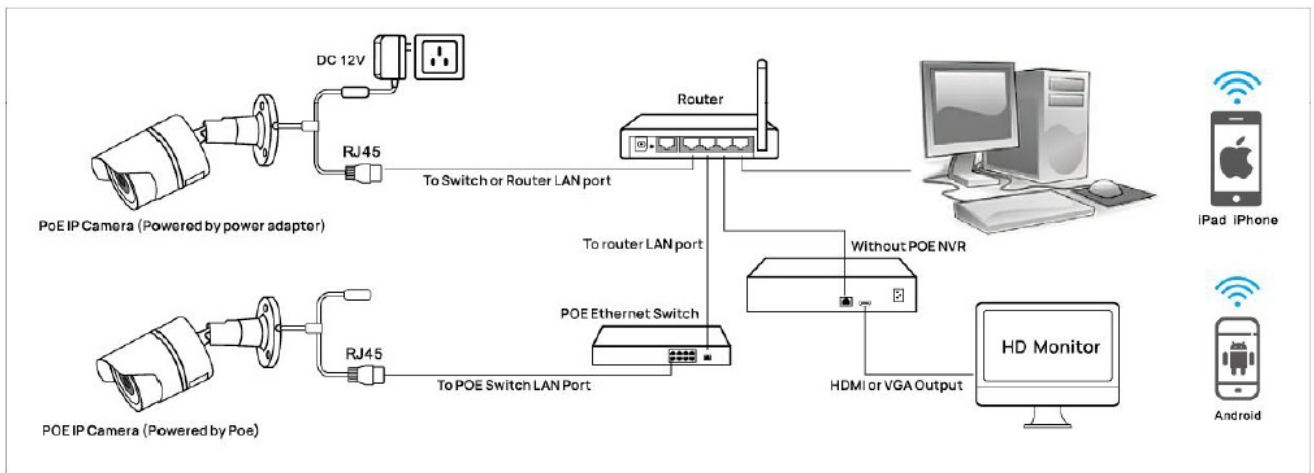 DC 12V
Router
RJ45
To Switch or Router LAN port
PoE IP Camera (Powered by power adapter)
iPad iPhone
To router LAN port
Without POE NVR
POE Ethernet Switch
RJ45
HD Monitor
To POE Switch LAN Port
HDMI or VGA Output
Android
POE IP Camera (Powered by Poe)